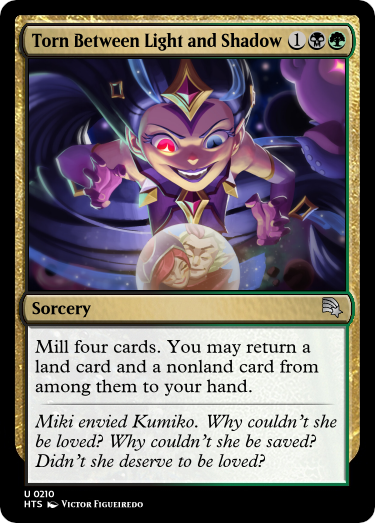 Torn Between Light and Shadow 1
Sorcery
Mill four cards. You may return a
land card and a nonland card from
among them to your hand.
Miki envied Kumiko. Why couldn't she
be loved? Why couldn't she be saved?
Didn't she deserve to be loved?
U 0210
HTS Victor Figueiredo